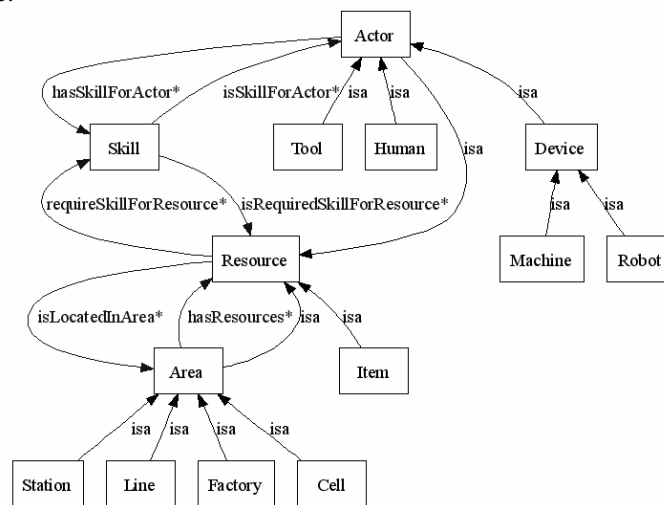 Actor
hasSkillForActor*
isSkillForActor*
isa
isa
isa
Skill
Tool
Human
isa
Device
requireSkillForResource*
isRequiredSkillForResource*
isa
isa
Resource
Machine
Robot
isLocatedInArea*
hasResources*
isa
isa
Area
Item
isa
isa
isa
isa
Station
Line
Factory
Cell